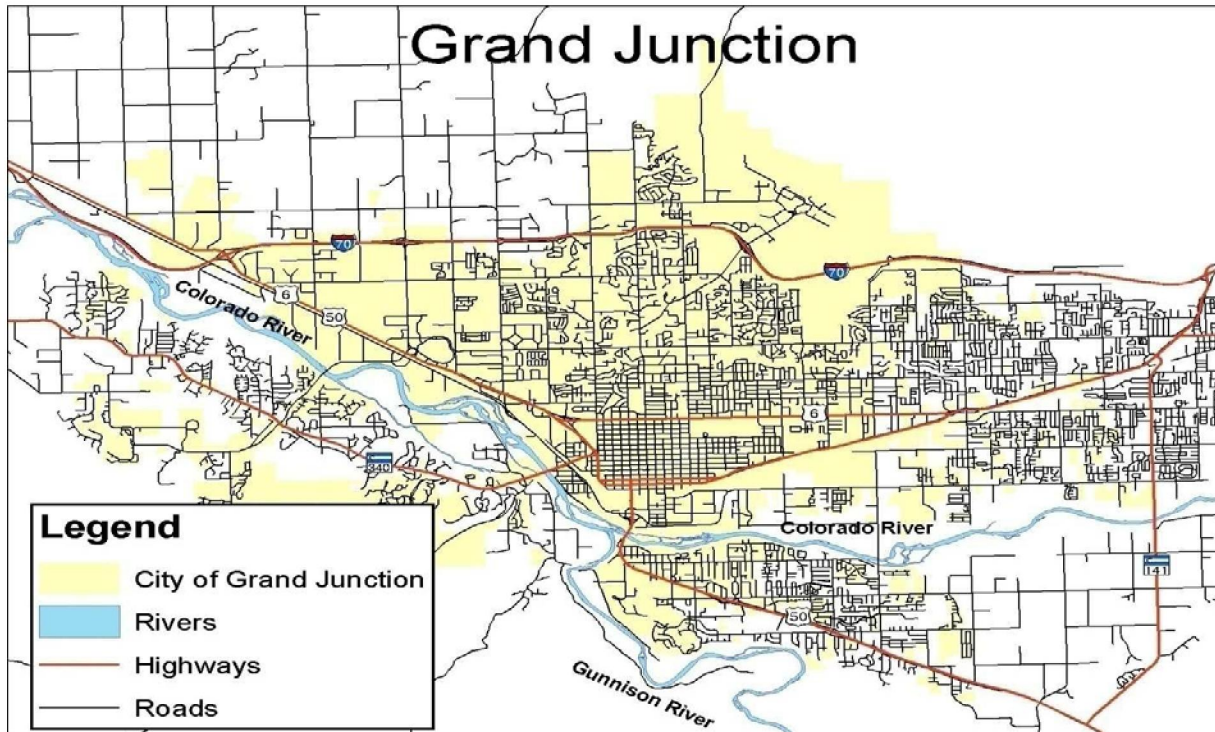 Grand Junction
70
70
6
50
Colorado River
6
340
Colorado River
141
50
Gunnison River
Legend
City of Grand Junction
Rivers
Highways
Roads